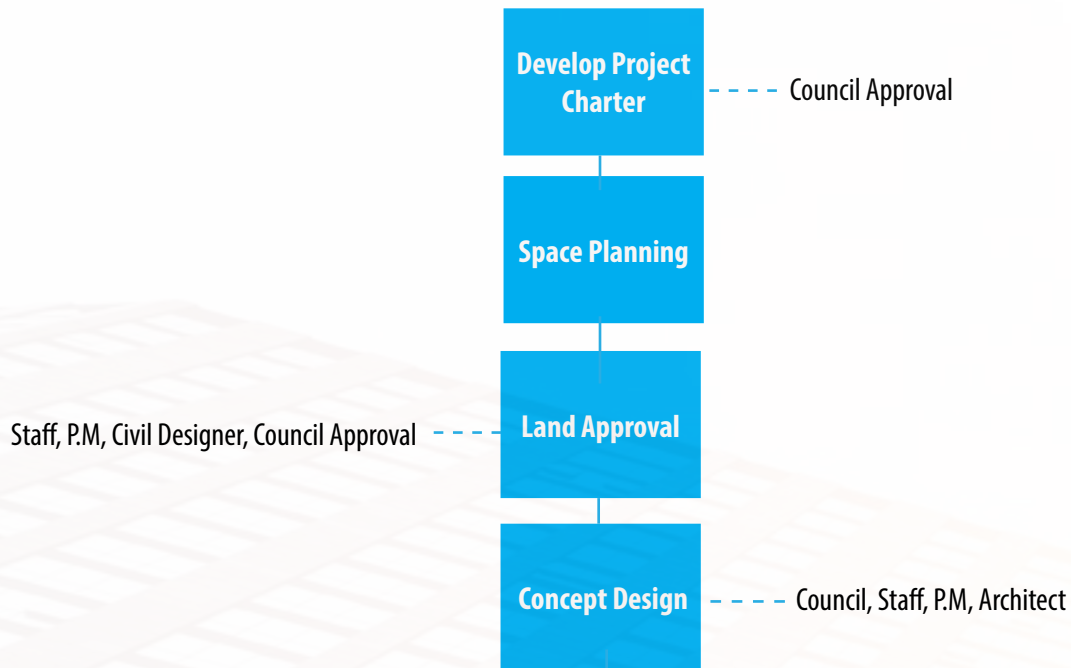 Develop Project
Charter
Council Approval
Space Planning
Staff, P.M, Civil Designer, Council Approval
Land Approval
Concept Design
Council, Staff, P.M, Architect